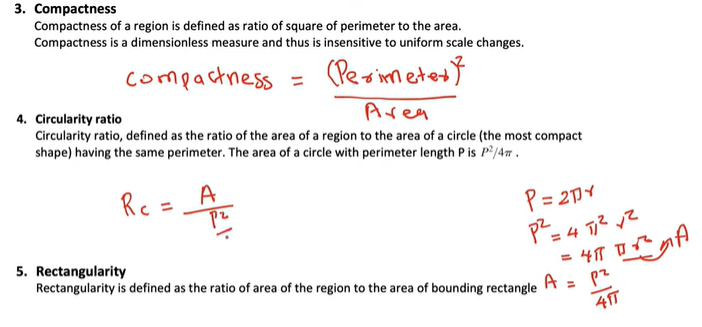 3. Compactness
Compactness of a region is defined as ratio of square of perimeter to the area.
Compactness is a dimensionless measure and thus is insensitive to uniform scale changes.
compactness = (Perimeter)²
Area
4. Circularity ratio
Circularity ratio, defined as the ratio of the area of a region to the area of a circle (the most compact
shape) having the same perimeter. The area of a circle with perimeter length P is P²/4π .
Rc = A
P²
P = 2πr
P² = 4 π² r²
= 4π π r²
A
5. Rectangularity
Rectangularity is defined as the ratio of area of the region to the area of bounding rectangle
A = P²
4π